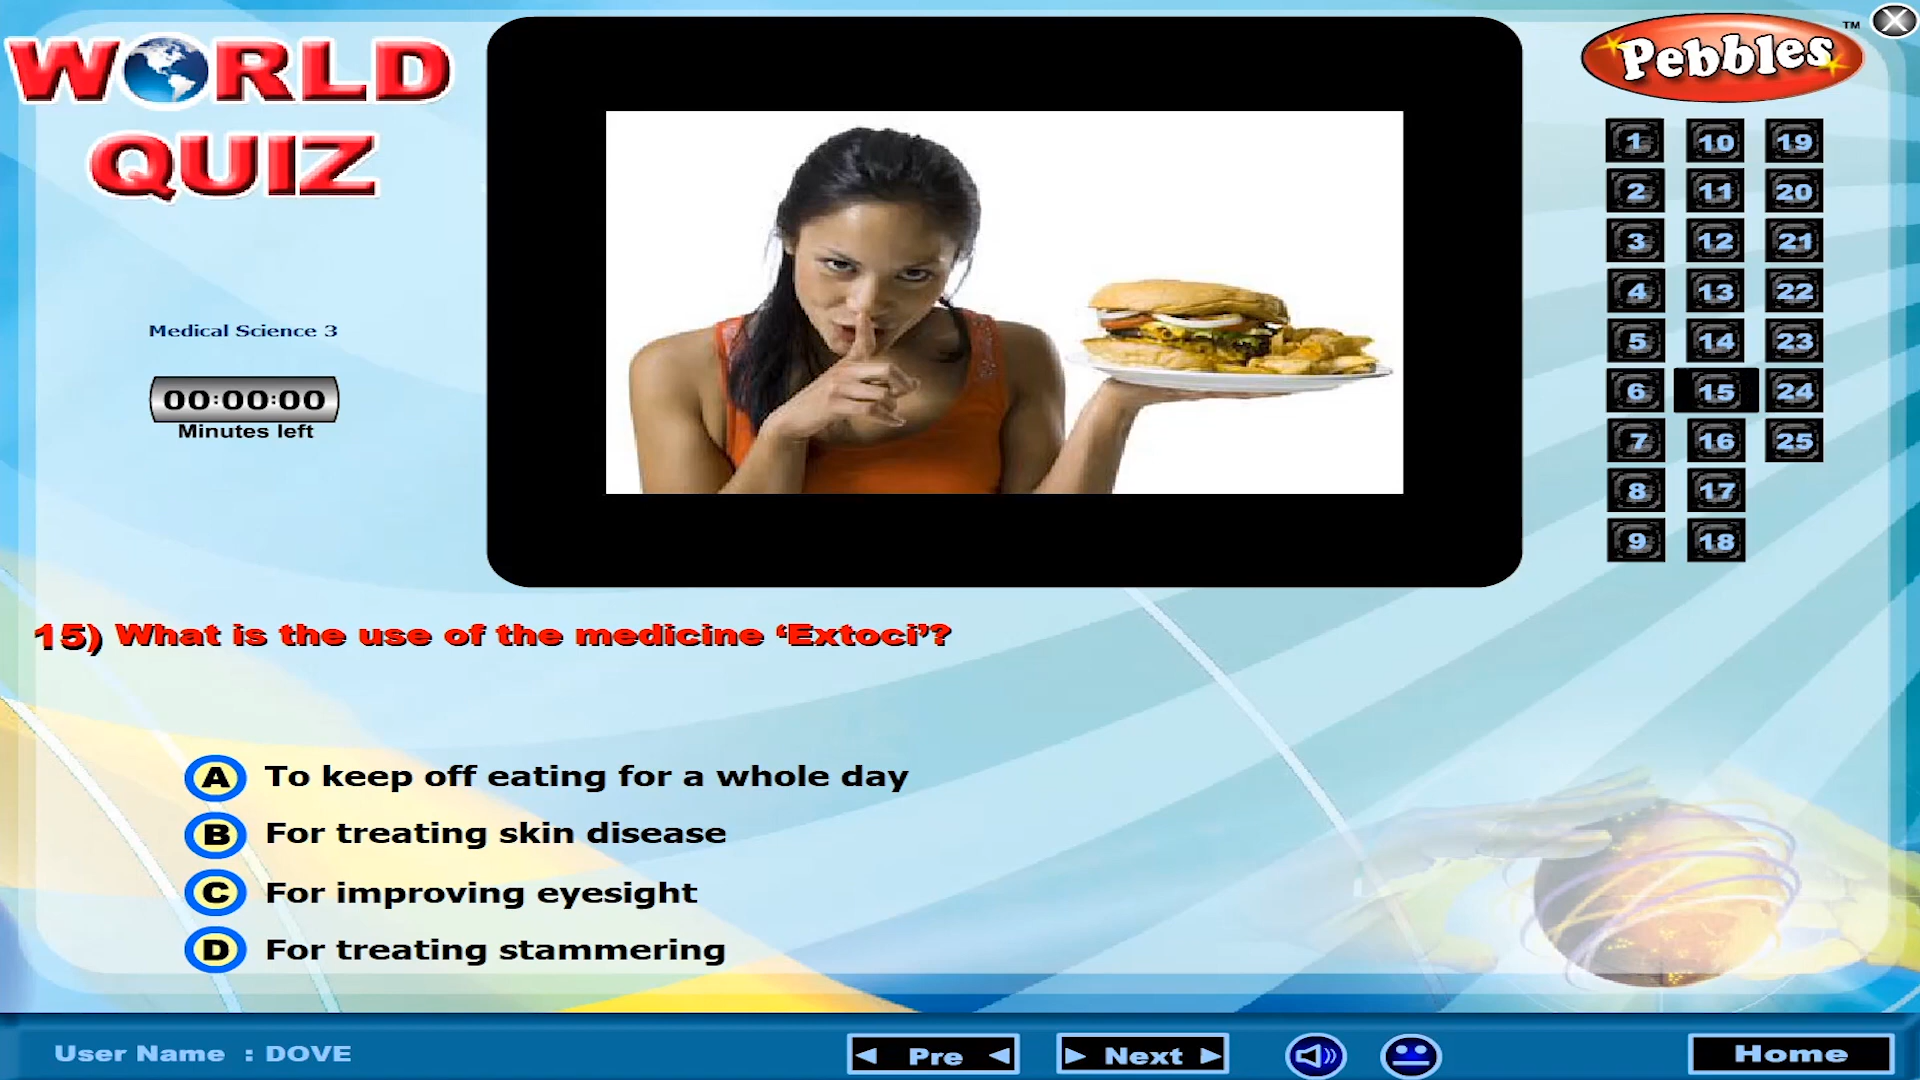 WORLD
QUIZ
Pebbles™
Medical Science 3
00:00:00
Minutes left
1 10 19
2 11 20
3 12 21
4 13 22
5 14 23
6 15 24
7 16 25
8 17
9 18
15) What is the use of the medicine ‘Extoci’?
A To keep off eating for a whole day
B For treating skin disease
C For improving eyesight
D For treating stammering
User Name : DOVE
Pre
Next
Home